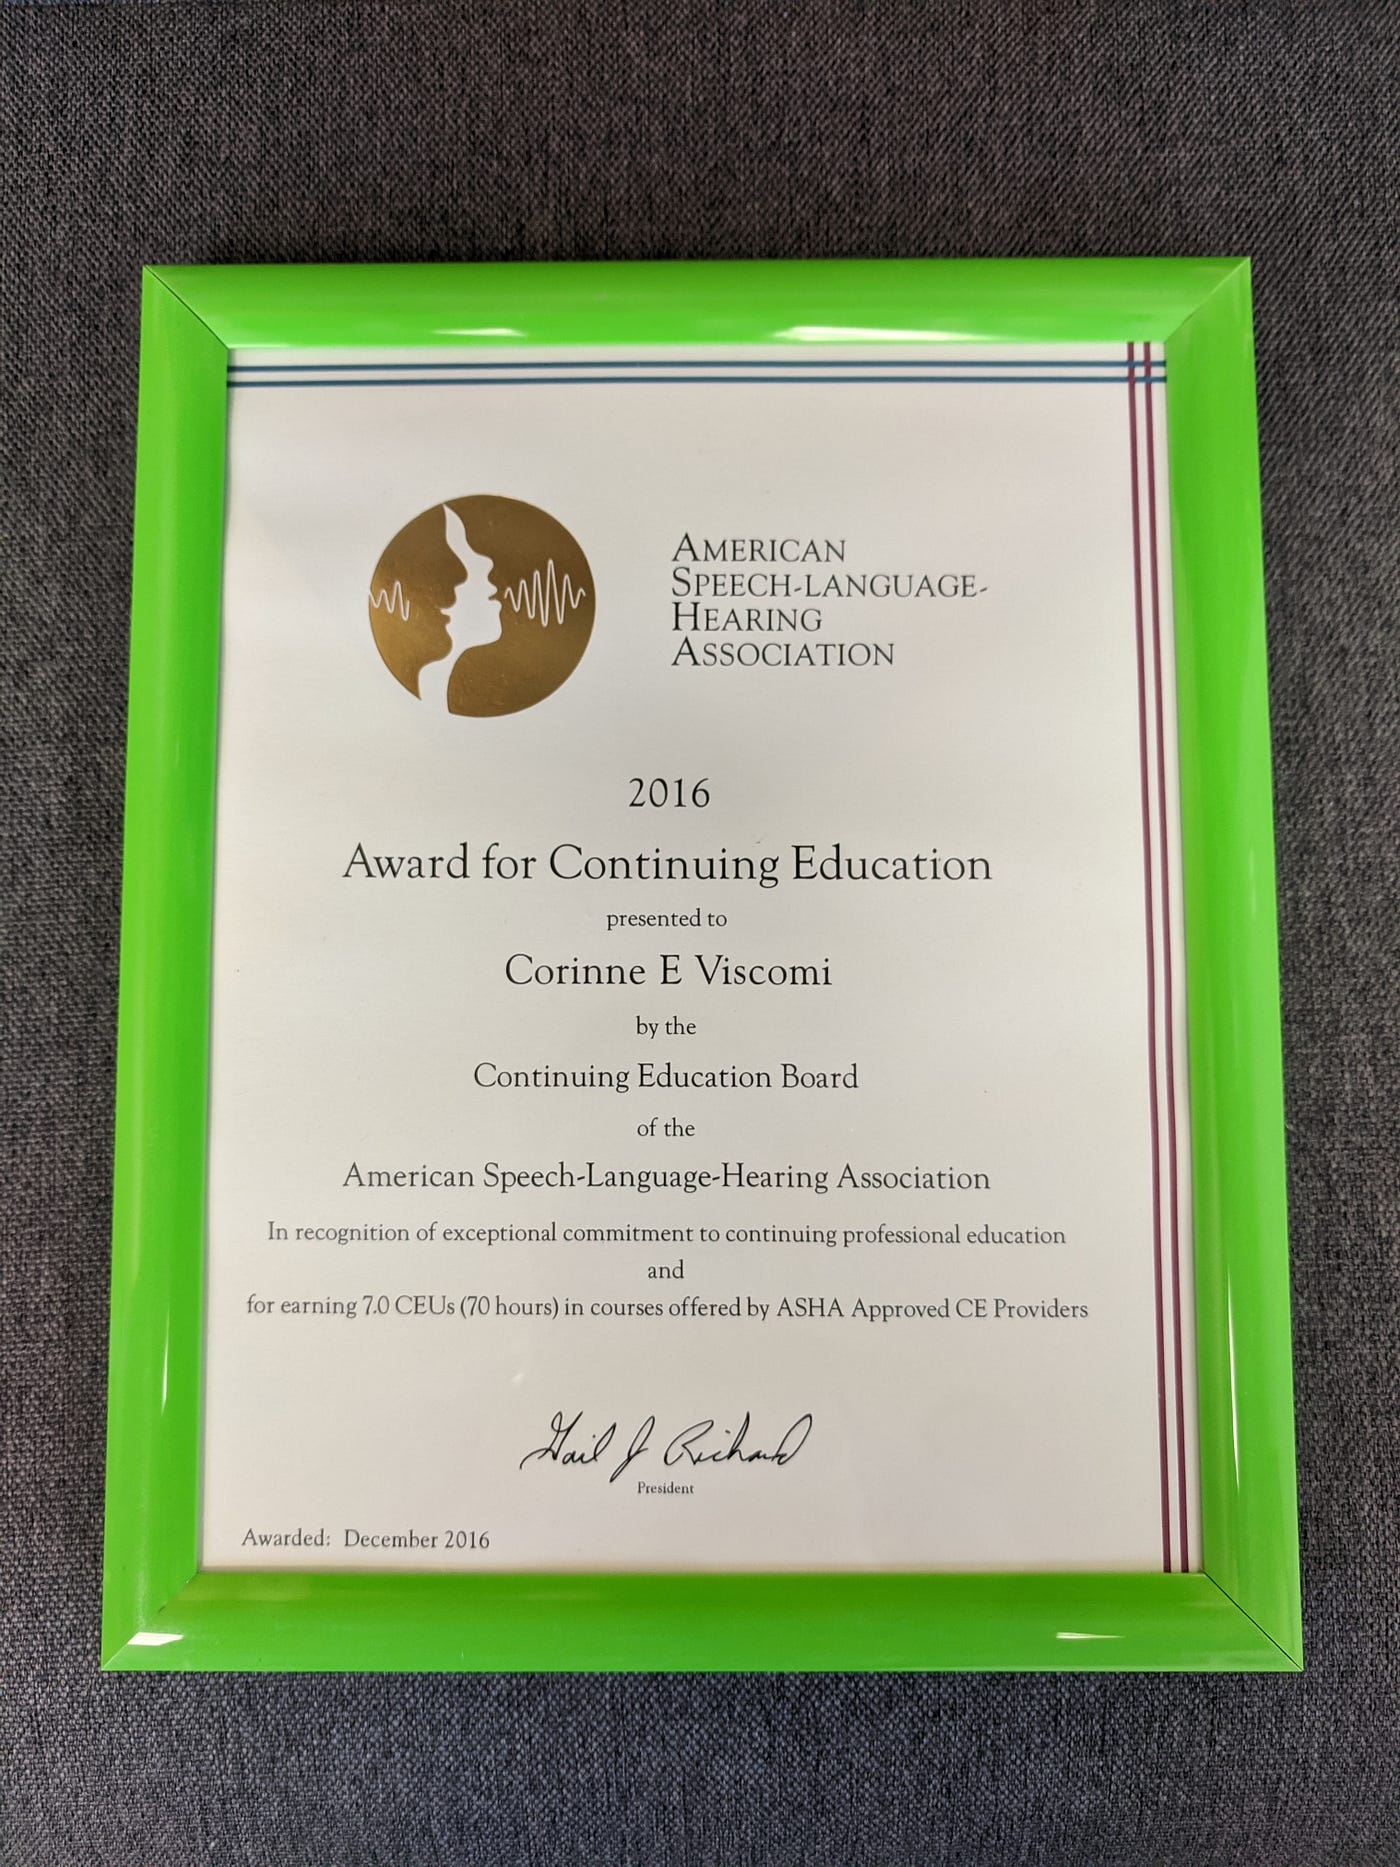 American
Speech-Language-
Hearing
Association
2016
Award for Continuing Education
presented to
Corinne E Viscomi
by the
Continuing Education Board
of the
American Speech-Language-Hearing Association
In recognition of exceptional commitment to continuing professional education
and
for earning 7.0 CEUs (70 hours) in courses offered by ASHA Approved CE Providers
Gail J Richard
President
Awarded: December 2016